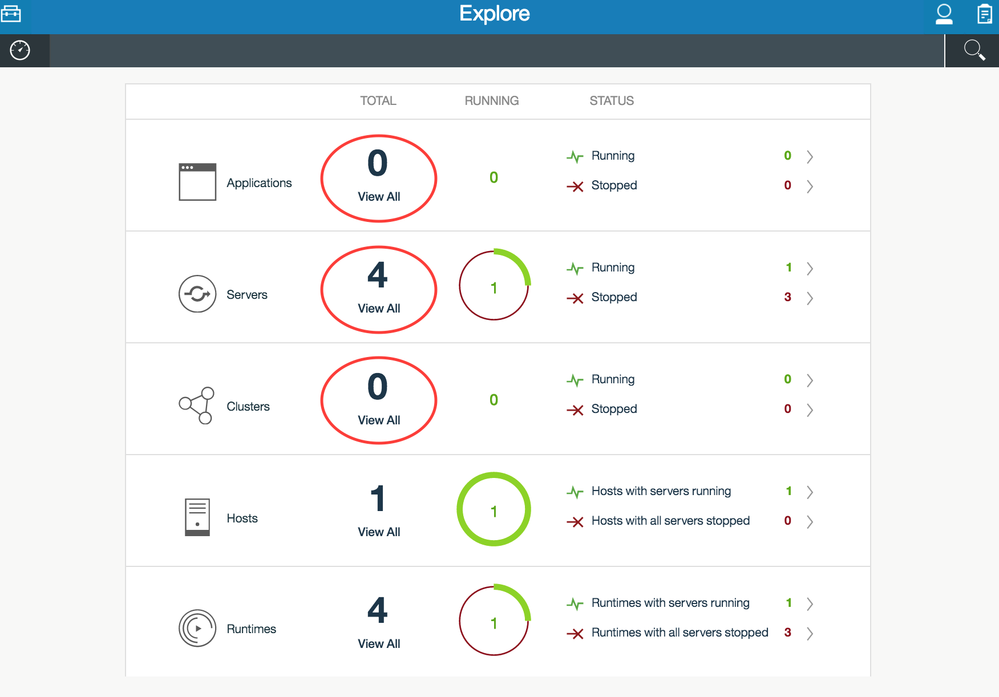 Explore
TOTAL RUNNING STATUS
Applications
0
View All
0
Running 0
Stopped 0
Servers
4
View All
1
Running 1
Stopped 3
Clusters
0
View All
0
Running 0
Stopped 0
Hosts
1
View All
1
Hosts with servers running 1
Hosts with all servers stopped 0
Runtimes
4
View All
1
Runtimes with servers running 1
Runtimes with all servers stopped 3